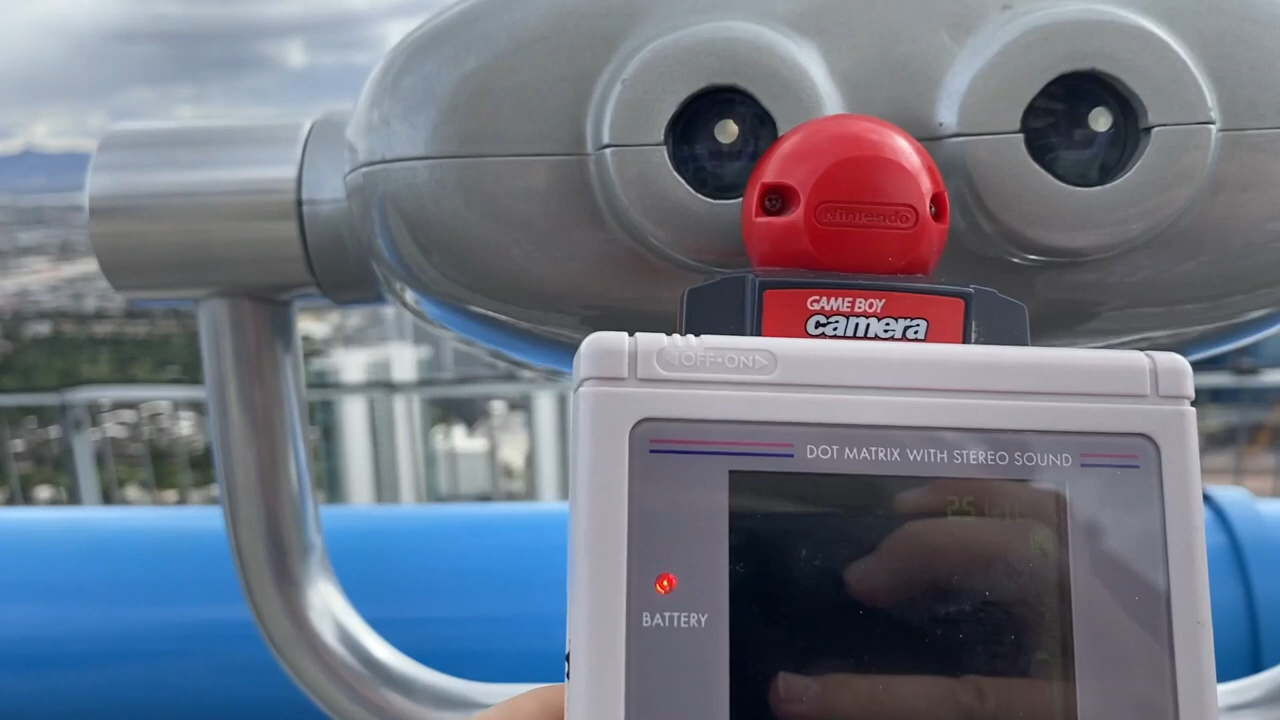 Nintendo
GAME BOY
camera
◁OFF•ON▷
DOT MATRIX WITH STEREO SOUND
BATTERY